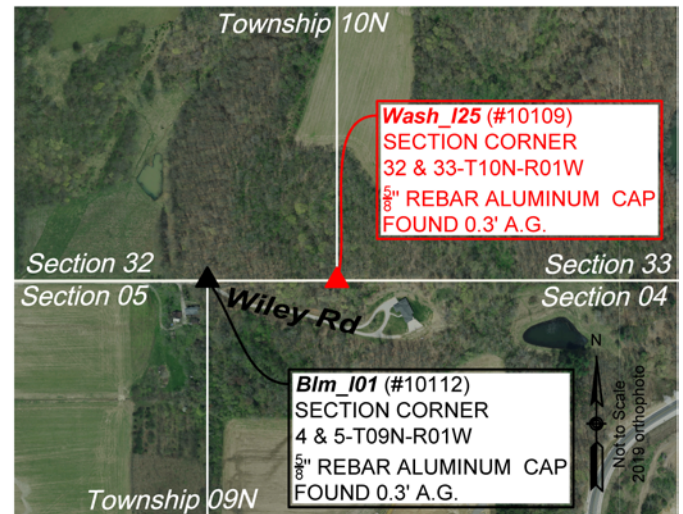 Township 10N
Wash_I25 (#10109)
SECTION CORNER
32 & 33-T10N-R01W
⅝" REBAR ALUMINUM CAP
FOUND 0.3' A.G.
Section 32
Section 33
Section 05
Section 04
Wiley Rd
N
Not to Scale
2019 orthophoto
Blm_I01 (#10112)
SECTION CORNER
4 & 5-T09N-R01W
⅝" REBAR ALUMINUM CAP
FOUND 0.3' A.G.
Township 09N